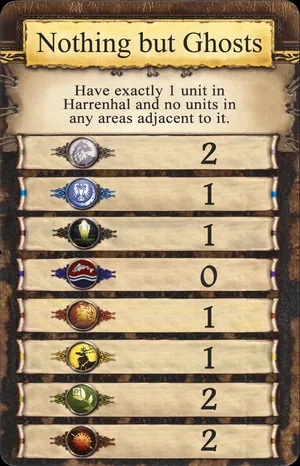 Nothing but Ghosts
Have exactly 1 unit in
Harrenhal and no units in
any areas adjacent to it.
2
1
1
0
1
1
2
2